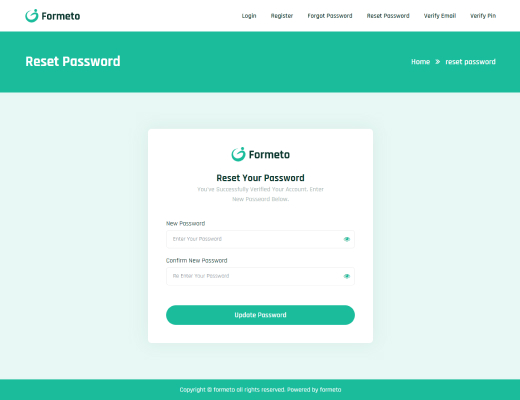 Formeto
Login Register Forgot Password Reset Password Verify Email Verify Pin
Reset Password
Home » reset password
Formeto
Reset Your Password
You've Successfully Verified Your Account. Enter
New Password Below.
New Password
Enter Your Password
Confirm New Password
Re Enter Your Password
Update Password
Copyright © formeto all rights reserved. Powered by formeto